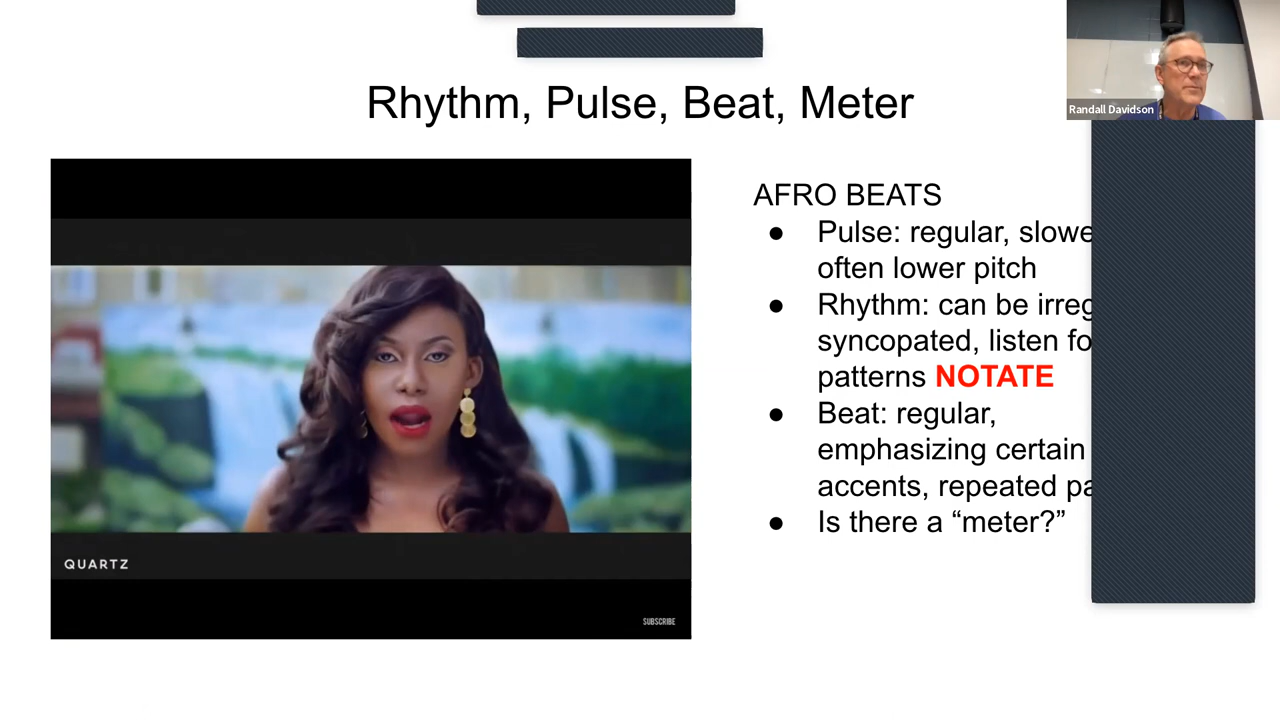 Rhythm, Pulse, Beat, Meter
Randall Davidson
AFRO BEATS
● Pulse: regular, slowe
often lower pitch
● Rhythm: can be irreg
syncopated, listen fo
patterns NOTATE
● Beat: regular,
emphasizing certain
accents, repeated pa
● Is there a “meter?”
QUARTZ
SUBSCRIBE